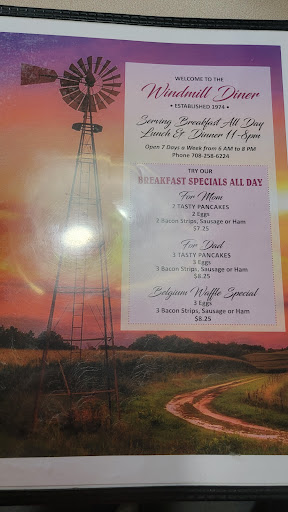 WELCOME TO THE
Windmill Diner
• ESTABLISHED 1974 •
Serving Breakfast All Day
Lunch & Dinner 11-8pm
Open 7 Days a Week from 6 AM to 8 PM
Phone 708-258-6224
TRY OUR
BREAKFAST SPECIALS ALL DAY
For Mom
2 TASTY PANCAKES
2 Eggs
2 Bacon Strips, Sausage or Ham
$7.25
For Dad
3 TASTY PANCAKES
3 Eggs
3 Bacon Strips, Sausage or Ham
$8.25
Belgium Waffle Special
3 Eggs
3 Bacon Strips, Sausage or Ham
$8.25